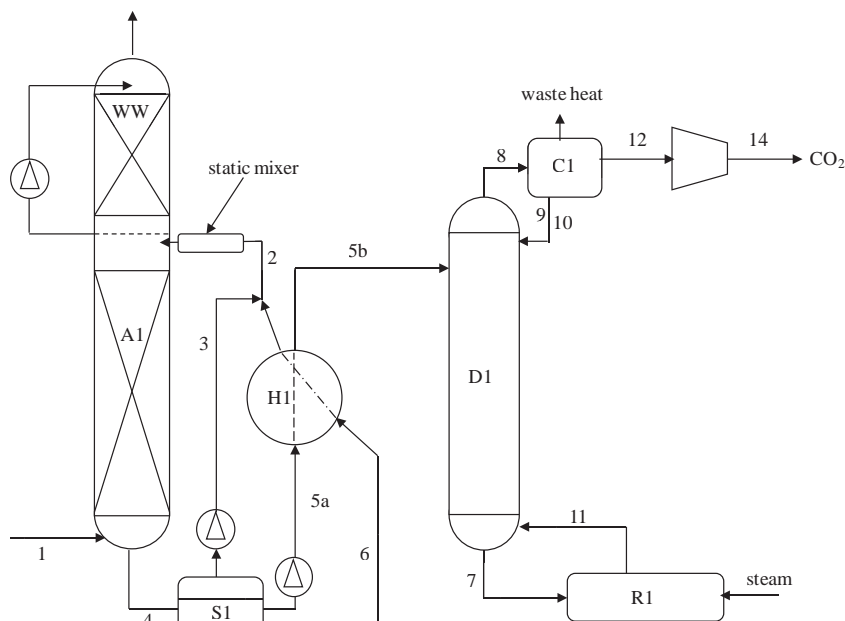 WW
waste heat
8
C1
12
14
CO₂
static mixer
9
10
2
5b
A1
3
H1
D1
5a
11
1
6
7
steam
4
S1
R1